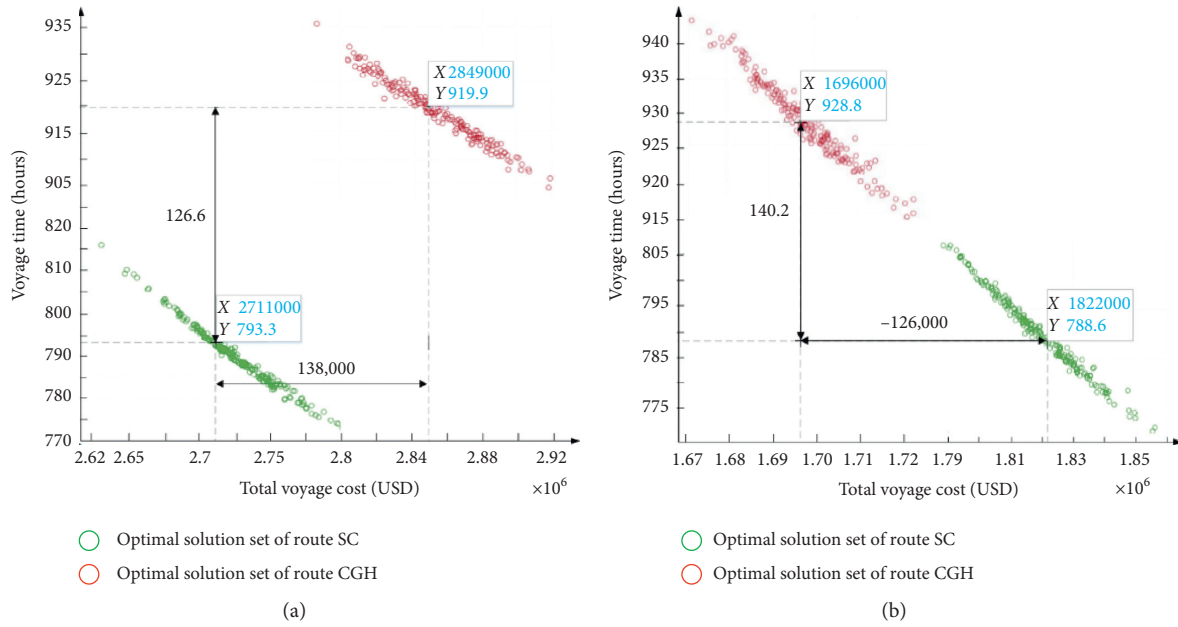 935
925
915
905
820
810
800
790
780
770
Voyage time (hours)
X 2849000
Y 919.9
126.6
X 2711000
Y 793.3
138,000
2.62 2.65 2.7 2.75 2.8 2.85 2.88 2.92
Total voyage cost (USD)
×10⁶
Optimal solution set of route SC
Optimal solution set of route CGH
(a)
940
935
930
925
920
915
805
795
785
775
Voyage time (hours)
X 1696000
Y 928.8
140.2
X 1822000
Y 788.6
−126,000
1.67 1.68 1.69 1.70 1.71 1.72 1.79 1.81 1.83 1.85
Total voyage cost (USD)
×10⁶
Optimal solution set of route SC
Optimal solution set of route CGH
(b)